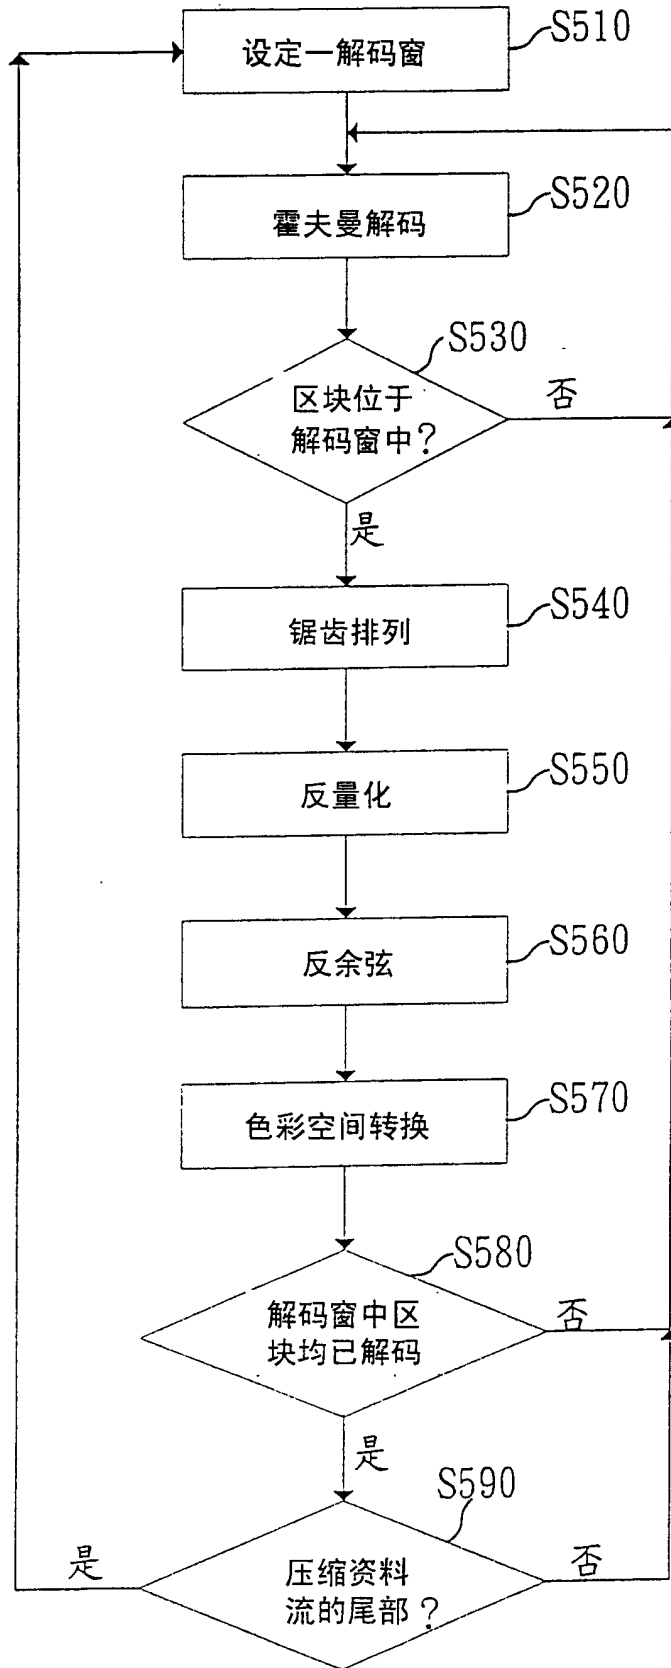 设定一解码窗
S510
霍夫曼解码
S520
S530
区块位于
解码窗中?
否
是
锯齿排列
S540
反量化
S550
反余弦
S560
色彩空间转换
S570
S580
解码窗中区
块均已解码
否
是
S590
压缩资料
流的尾部?
是
否